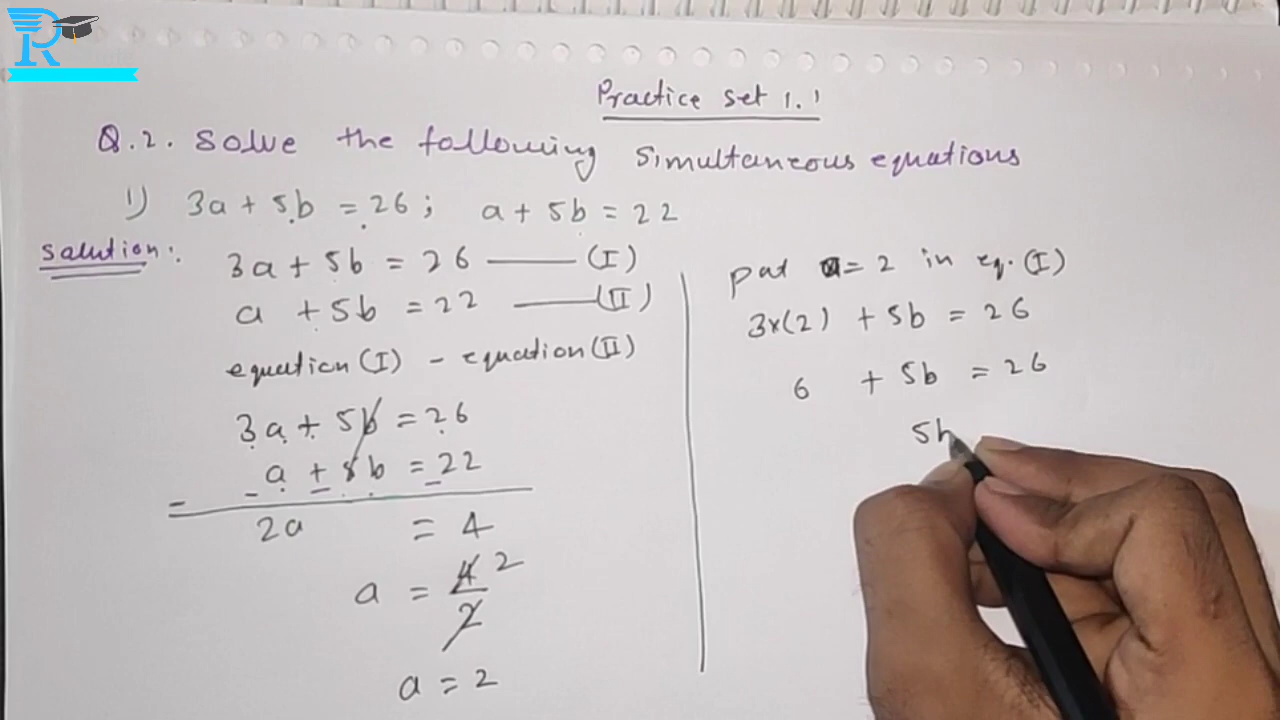 R
Practice Set 1.1
Q.2. Solve the following Simultaneous equations
1) 3a + 5b = 26; a + 5b = 22
Solution:
3a + 5b = 26 —— (I)
a + 5b = 22 —— (II)
equation (I) - equation (II)
3a + 5b = 26
a + 5b = 22
- - - -
2a = 4
a = 4/2 2
a = 2
put a = 2 in eq. (I)
3×(2) + 5b = 26
6 + 5b = 26
5b